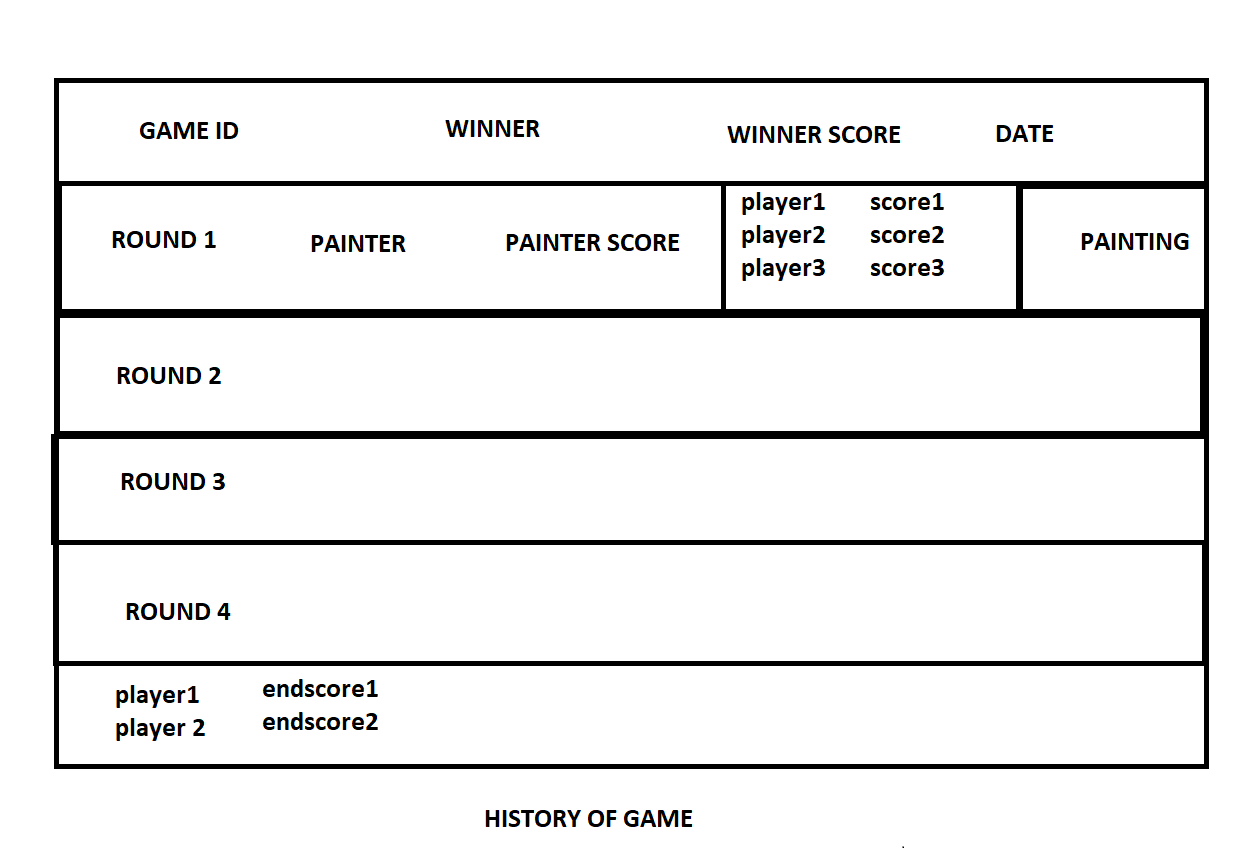 GAME ID WINNER WINNER SCORE DATE
ROUND 1 PAINTER PAINTER SCORE
player1 score1
player2 score2
player3 score3
PAINTING
ROUND 2
ROUND 3
ROUND 4
player1 endscore1
player 2 endscore2
HISTORY OF GAME